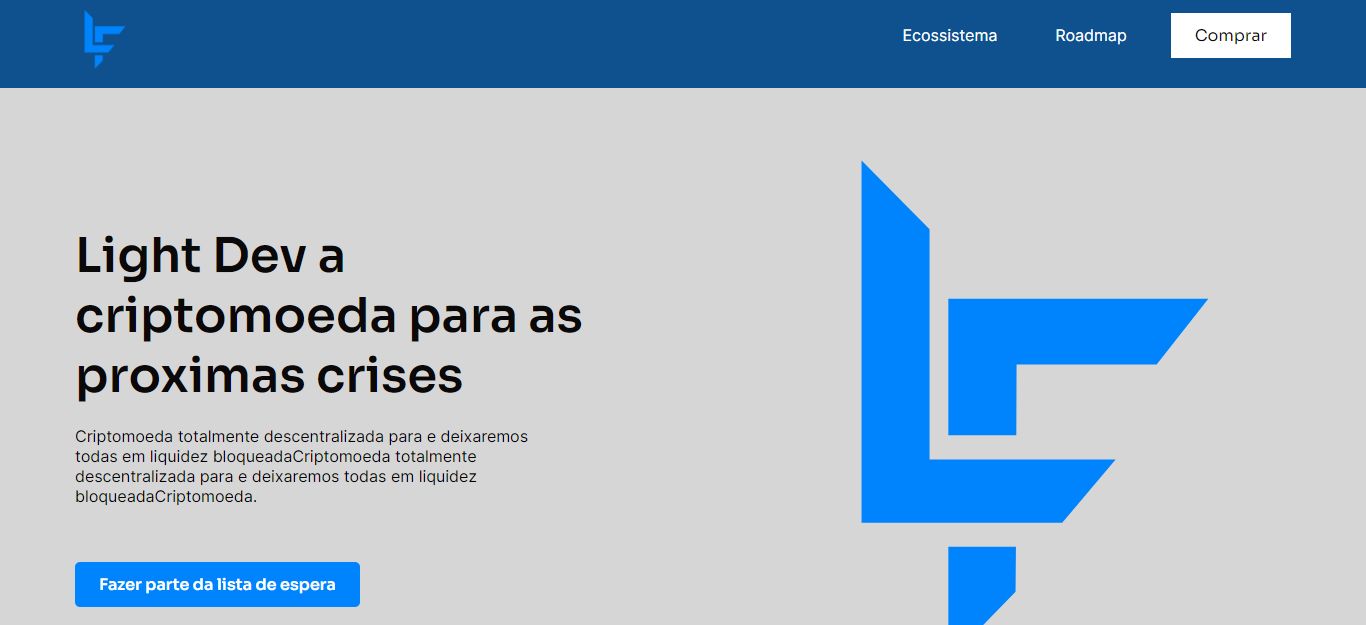 Ecossistema
Roadmap
Comprar
Light Dev a
criptomoeda para as
proximas crises
Criptomoeda totalmente descentralizada para e deixaremos
todas em liquidez bloqueadaCriptomoeda totalmente
descentralizada para e deixaremos todas em liquidez
bloqueadaCriptomoeda.
Fazer parte da lista de espera